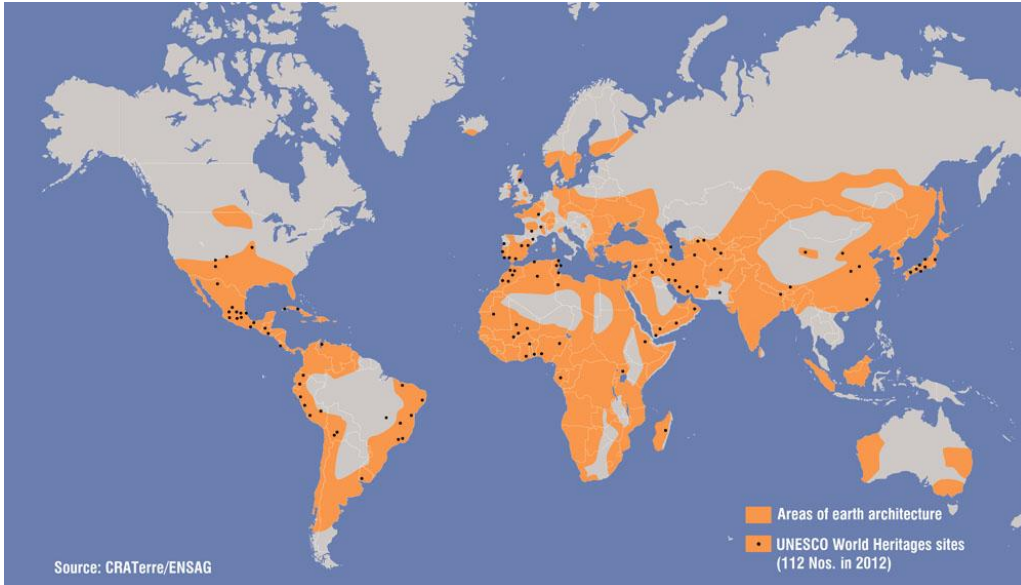 Areas of earth architecture
UNESCO World Heritages sites
(112 Nos. in 2012)
Source: CRATerre/ENSAG